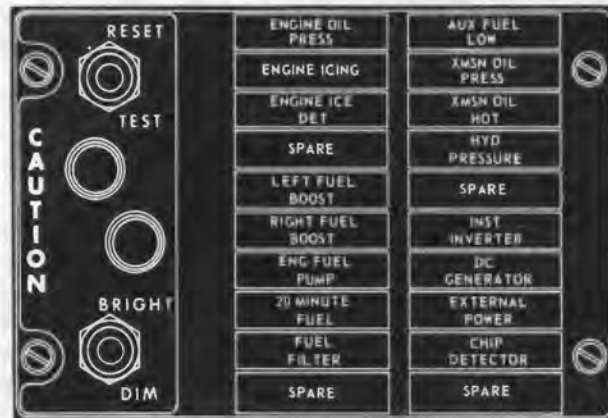 RESET
TEST
CAUTION
BRIGHT
DIM
ENGINE OIL
PRESS
ENGINE ICING
ENGINE ICE
DET
SPARE
LEFT FUEL
BOOST
RIGHT FUEL
BOOST
ENG FUEL
PUMP
20 MINUTE
FUEL
FUEL
FILTER
SPARE
AUX FUEL
LOW
XMSN OIL
PRESS
XMSN OIL
HOT
HYD
PRESSURE
SPARE
INST
INVERTER
DC
GENERATOR
EXTERNAL
POWER
CHIP
DETECTOR
SPARE